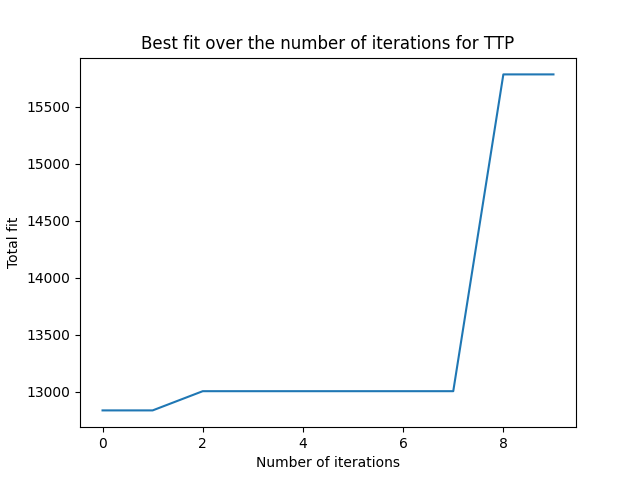 Best fit over the number of iterations for TTP
15500
15000
14500
14000
13500
13000
Total fit
0 2 4 6 8
Number of iterations